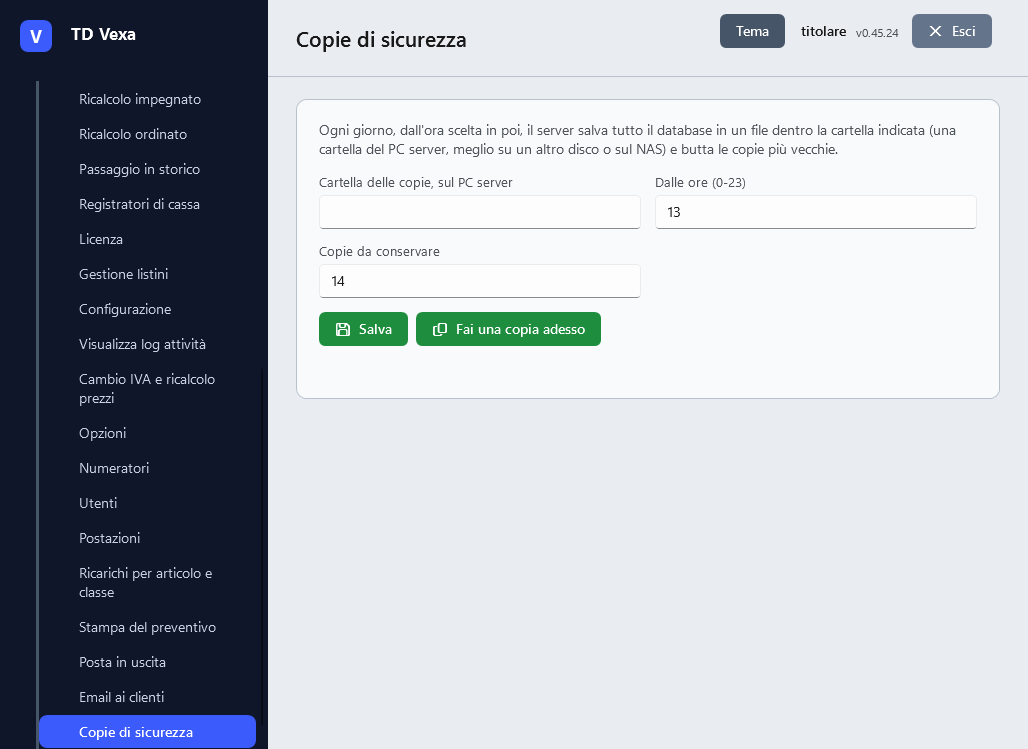 V
TD Vexa
Ricalcolo impegnato
Ricalcolo ordinato
Passaggio in storico
Registratori di cassa
Licenza
Gestione listini
Configurazione
Visualizza log attività
Cambio IVA e ricalcolo
prezzi
Opzioni
Numeratori
Utenti
Postazioni
Ricarichi per articolo e
classe
Stampa del preventivo
Posta in uscita
Email ai clienti
Copie di sicurezza
Copie di sicurezza
Tema
titolare
v0.45.24
Esci
Ogni giorno, dall'ora scelta in poi, il server salva tutto il database in un file dentro la cartella indicata (una
cartella del PC server, meglio su un altro disco o sul NAS) e butta le copie più vecchie.
Cartella delle copie, sul PC server
Dalle ore (0-23)
13
Copie da conservare
14
Salva
Fai una copia adesso